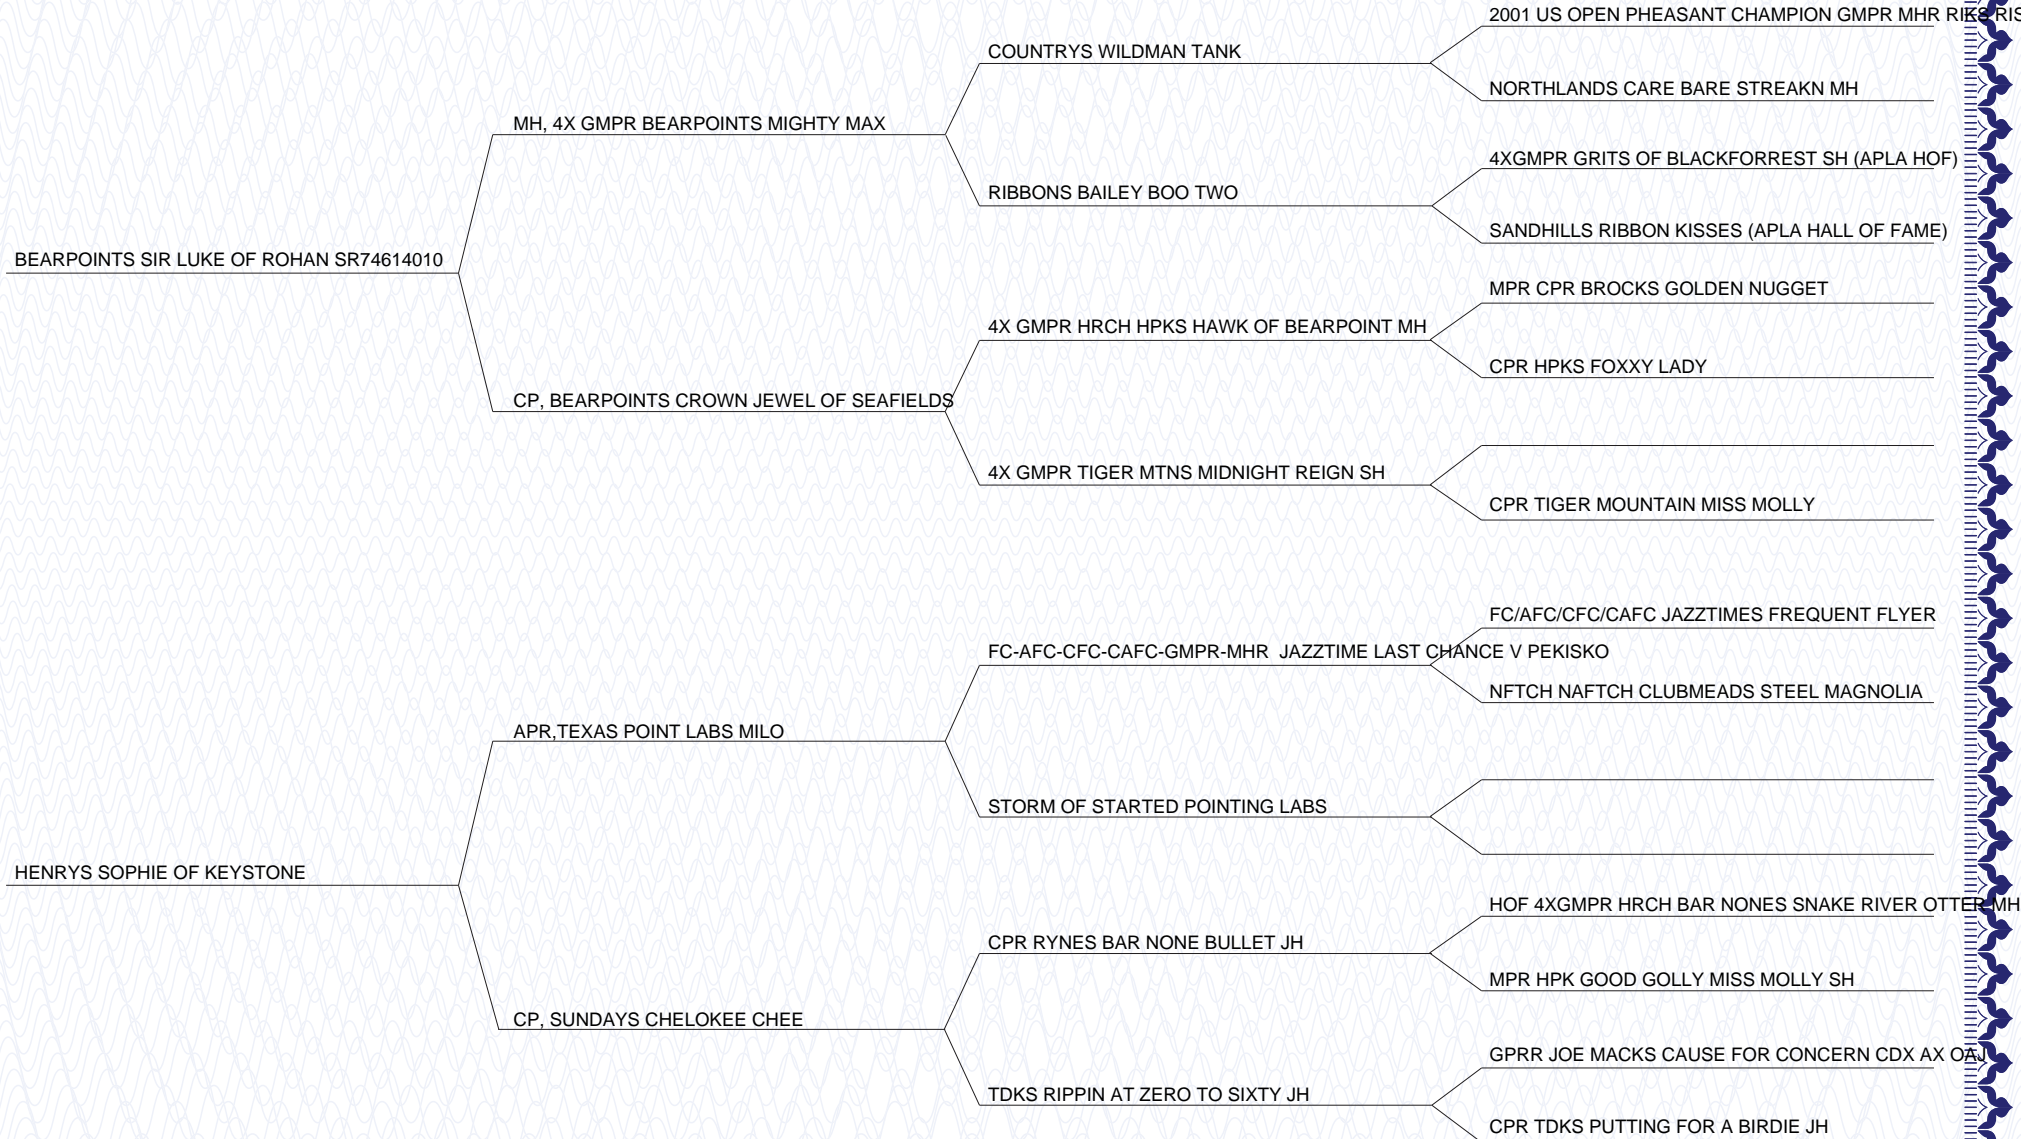 2001 US OPEN PHEASANT CHAMPION GMPR MHR RIKS
COUNTRYS WILDMAN TANK
NORTHLANDS CARE BARE STREAKN MH
MH, 4X GMPR BEARPOINTS MIGHTY MAX
4XGMPR GRITS OF BLACKFORREST SH (APLA HOF)
RIBBONS BAILEY BOO TWO
SANDHILLS RIBBON KISSES (APLA HALL OF FAME)
BEARPOINTS SIR LUKE OF ROHAN SR74614010
MPR CPR BROCKS GOLDEN NUGGET
4X GMPR HRCH HPKS HAWK OF BEARPOINT MH
CPR HPKS FOXXY LADY
CP, BEARPOINTS CROWN JEWEL OF SEAFIELDS
4X GMPR TIGER MTNS MIDNIGHT REIGN SH
CPR TIGER MOUNTAIN MISS MOLLY
FC/AFC/CFC/CAFC JAZZTIMES FREQUENT FLYER
FC-AFC-CFC-CAFC-GMPR-MHR JAZZTIME LAST CHANCE V PEKISKO
NFTCH NAFTCH CLUBMEADS STEEL MAGNOLIA
APR,TEXAS POINT LABS MILO
STORM OF STARTED POINTING LABS
HENRYS SOPHIE OF KEYSTONE
HOF 4XGMPR HRCH BAR NONES SNAKE RIVER OTTER MH
CPR RYNES BAR NONE BULLET JH
MPR HPK GOOD GOLLY MISS MOLLY SH
CP, SUNDAYS CHELOKEE CHEE
GPRR JOE MACKS CAUSE FOR CONCERN CDX AX OAJ
TDKS RIPPIN AT ZERO TO SIXTY JH
CPR TDKS PUTTING FOR A BIRDIE JH